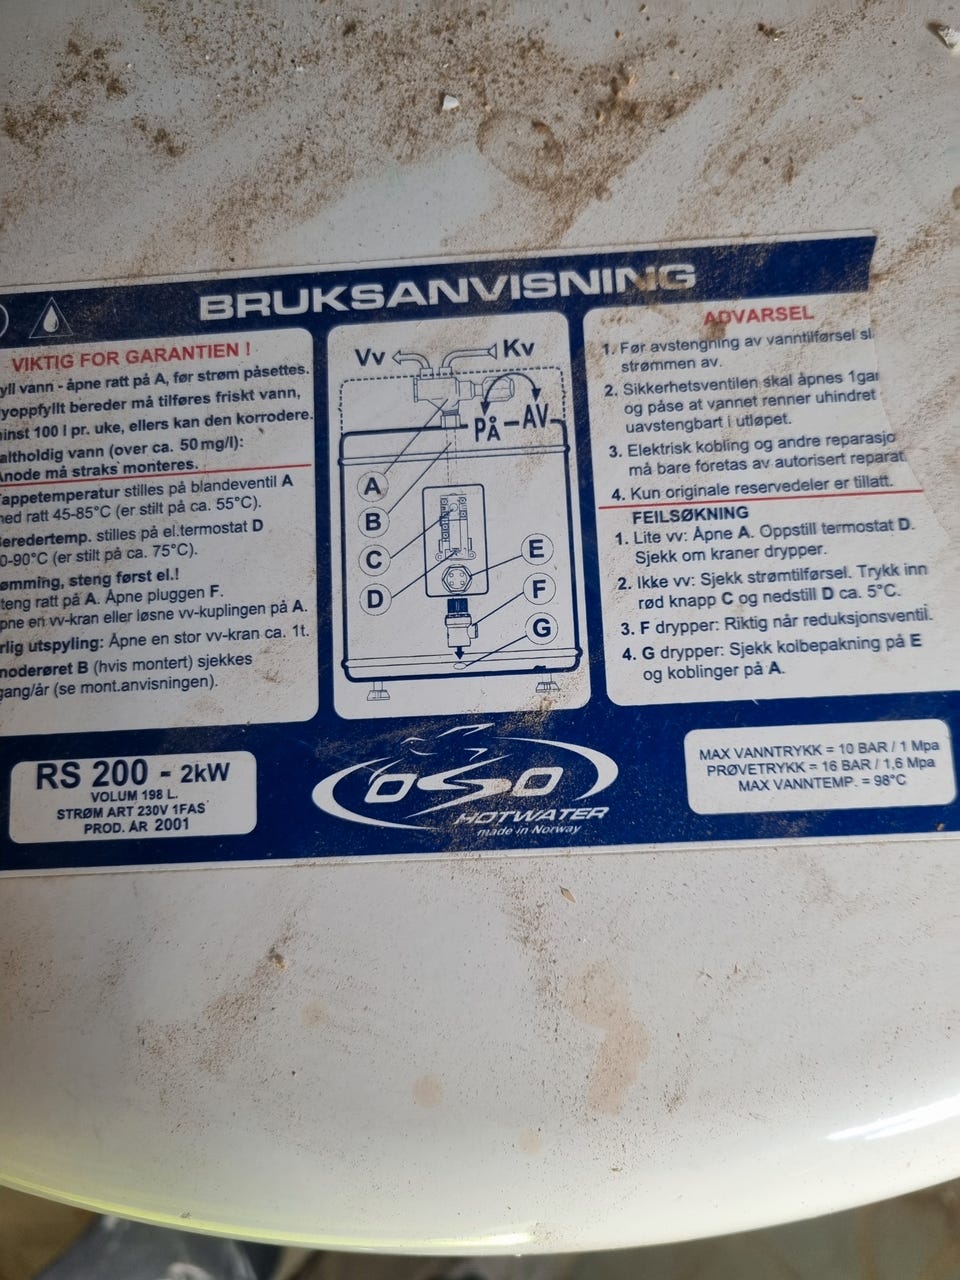 BRUKSANVISNING
VIKTIG FOR GARANTIEN !
yll vann - åpne ratt på A, før strøm påsettes.
yoppfyllt bereder må tilføres friskt vann,
inst 100 l pr. uke, ellers kan den korrodere.
altholdig vann (over ca. 50 mg/l):
Anode må straks monteres.
appetemperatur stilles på blandeventil A
ed ratt 45-85°C (er stilt på ca. 55°C).
Beredertemp. stilles på el.termostat D
0-90°C (er stilt på ca. 75°C).
ømming, steng først el.!
teng ratt på A. Åpne pluggen F.
pne en vv-kran eller løsne vv-kuplingen på A.
rlig utspyling: Åpne en stor vv-kran ca. 1t.
noderøret B (hvis montert) sjekkes
gang/år (se mont.anvisningen).
Vv
Kv
PÅ-AV
A
B
C
D
E
F
G
ADVARSEL
1. Før avstengning av vanntilførsel sl
strømmen av.
2. Sikkerhetsventilen skal åpnes 1gan
og påse at vannet renner uhindret
uavstengbart i utløpet.
3. Elektrisk kobling og andre reparasjo
må bare foretas av autorisert reparat
4. Kun originale reservedeler er tillatt.
FEILSØKNING
1. Lite vv: Åpne A. Oppstill termostat D.
Sjekk om kraner drypper.
2. Ikke vv: Sjekk strømtilførsel. Trykk inn
rød knapp C og nedstill D ca. 5°C.
3. F drypper: Riktig når reduksjonsventil.
4. G drypper: Sjekk kolbepakning på E
og koblinger på A.
RS 200 - 2kW
VOLUM 198 L.
STRØM ART 230V 1FAS
PROD. ÅR 2001
OSO
HOTWATER
made in Norway
MAX VANNTRYKK = 10 BAR / 1 Mpa
PRØVETRYKK = 16 BAR / 1,6 Mpa
MAX VANNTEMP. = 98°C